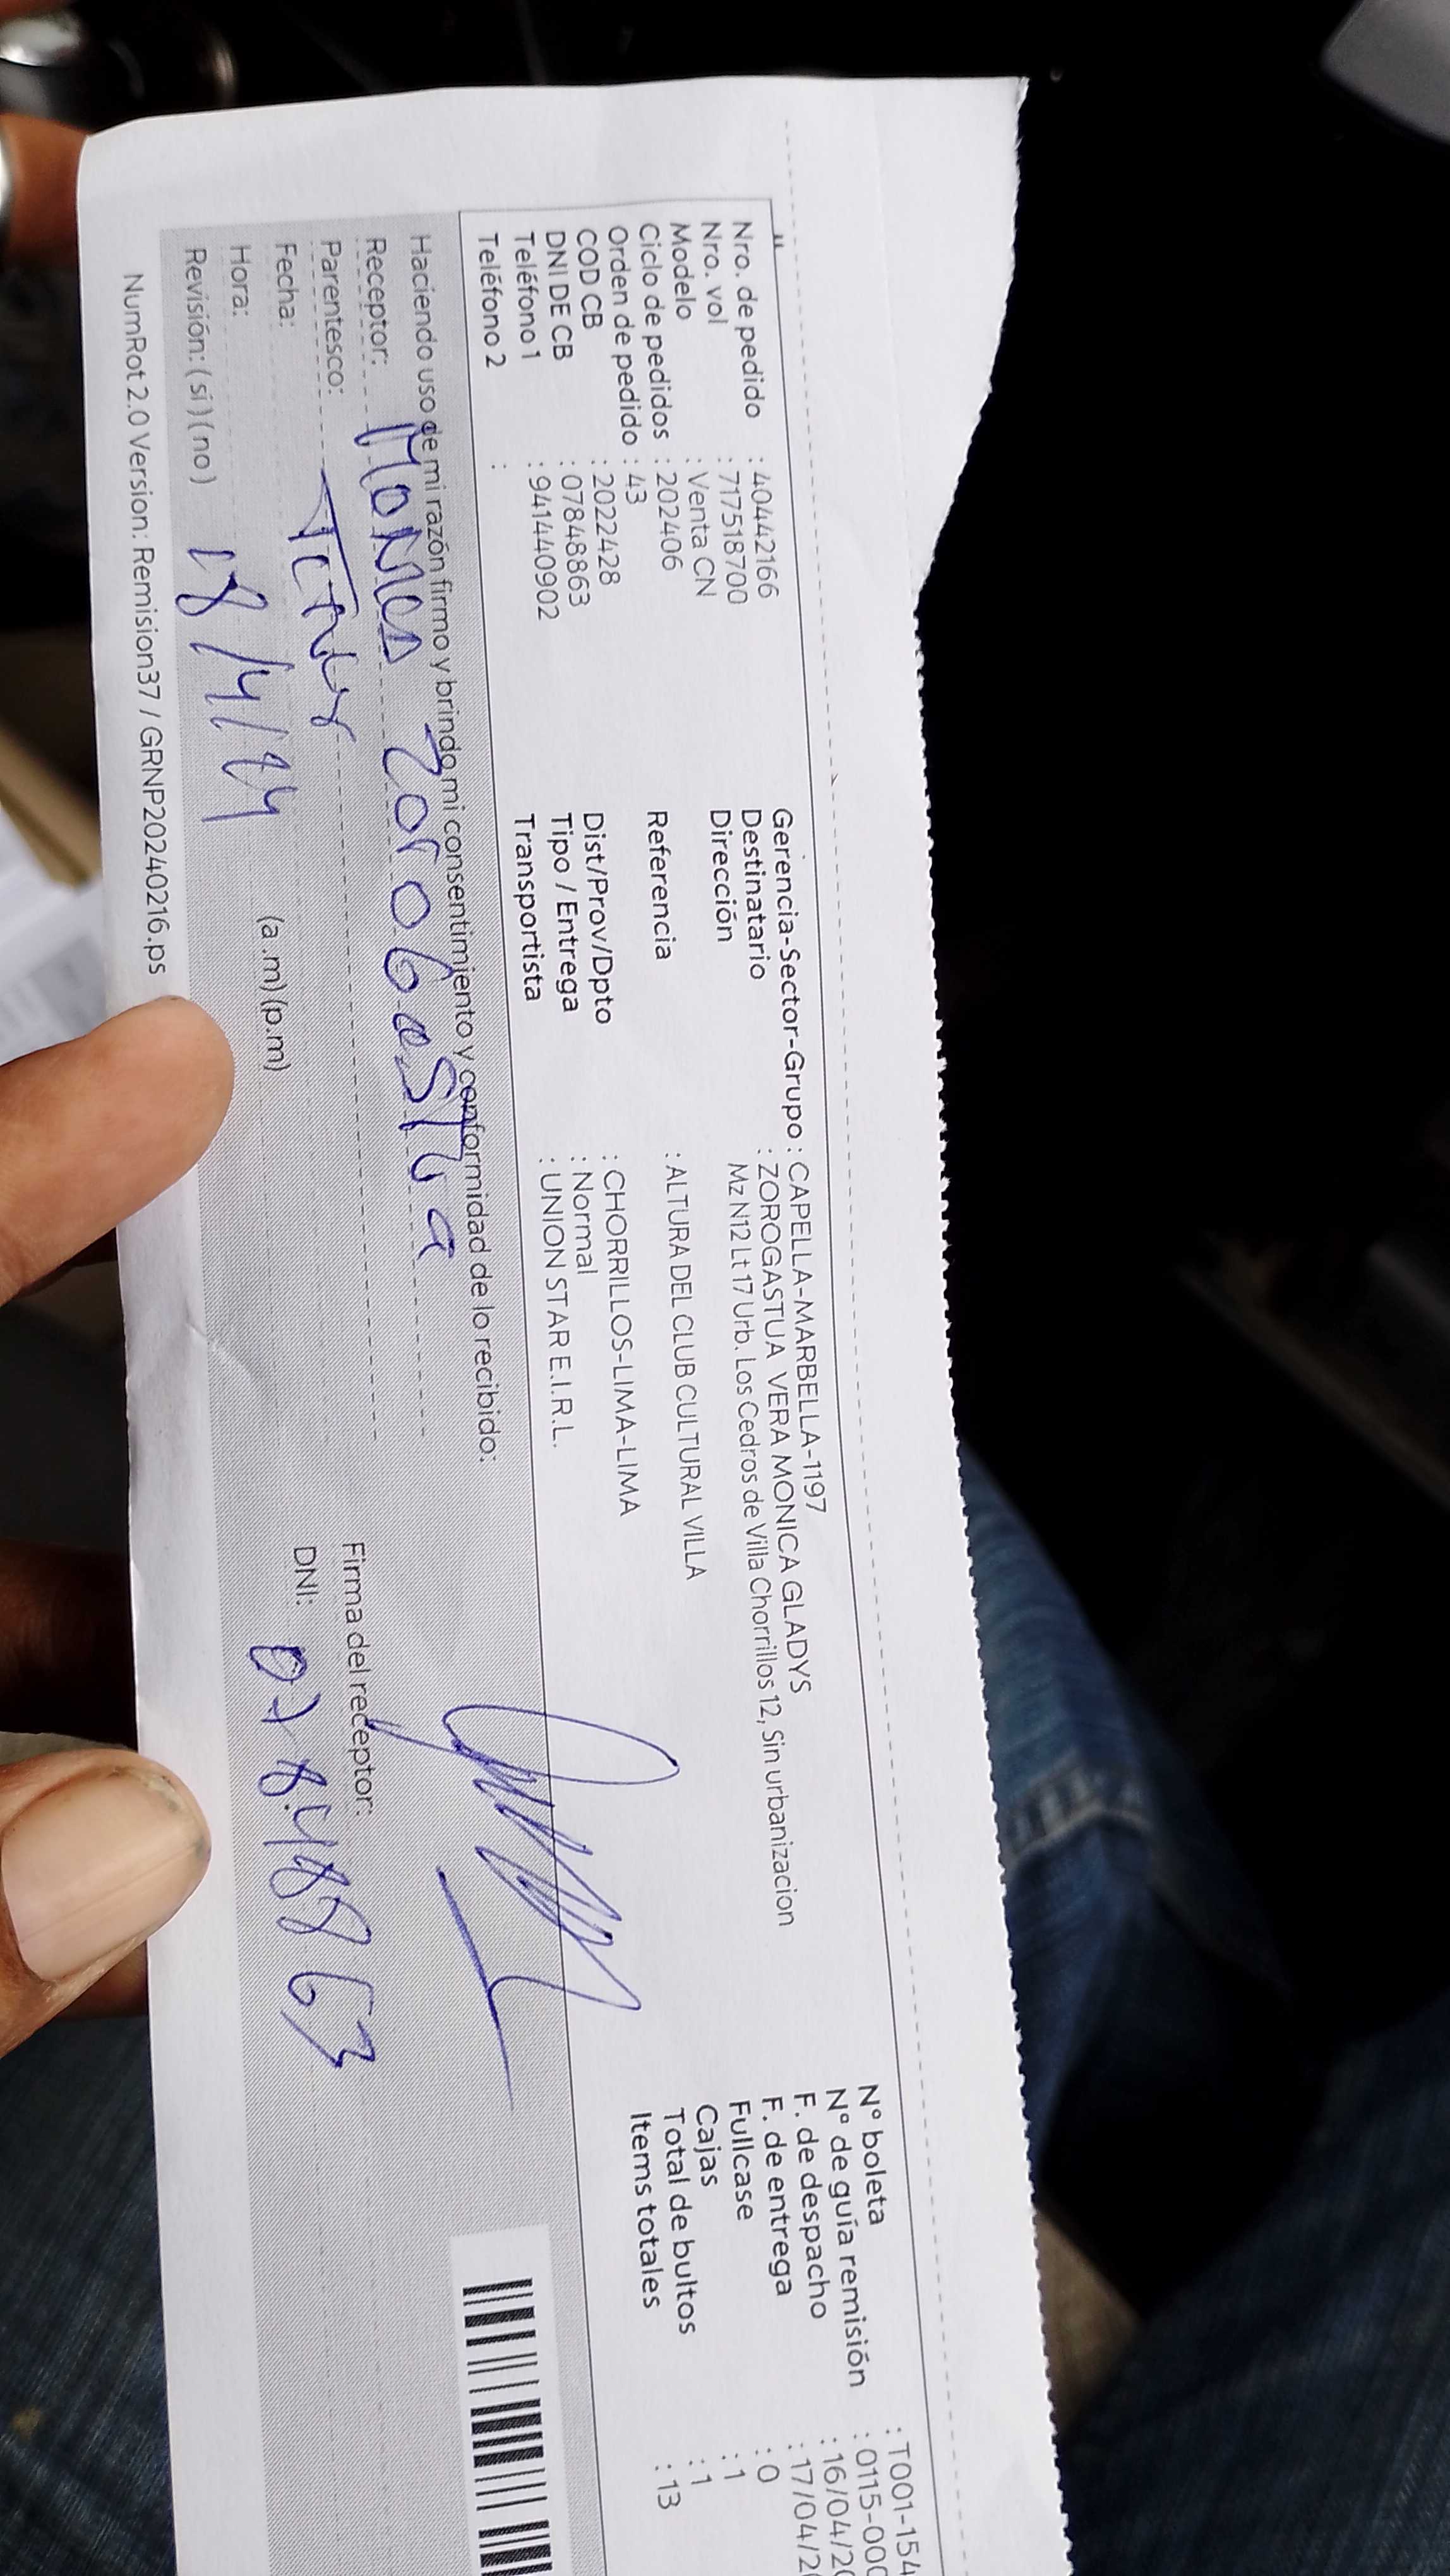 Nro. de pedido : 40442166
Nro. vol : 717518700
Modelo : Venta CN
Ciclo de pedidos : 202406
Orden de pedido : 43
COD CB : 2022428
DNI DE CB : 07848863
Teléfono 1 : 941440902
Teléfono 2 :
Gerencia-Sector-Grupo : CAPELLA-MARBELLA-1197
Destinatario : ZOROGASTUA VERA MONICA GLADYS
Dirección Mz N12 Lt 17 Urb. Los Cedros de Villa Chorrillos 12, Sin urbanizacion
Referencia : ALTURA DEL CLUB CULTURAL VILLA
Dist/Prov/Dpto : CHORRILLOS-LIMA-LIMA
Tipo / Entrega : Normal
Transportista : UNION STAR E.I.R.L.
N° boleta : T001-154
N° de guía remisión : 0115-000
F. de despacho : 16/04/20
F. de entrega : 17/04/20
Fullcase : 0
Cajas : 1
Total de bultos : 1
Items totales : 13
Haciendo uso de mi razón firmo y brindo mi consentimiento y conformidad de lo recibido:
Receptor:
Parentesco:
Fecha: 18/4/24
Hora: (a.m)(p.m)
Revisión: (si)(no)
Firma del receptor:
DNI: 07848863
NumRot 2.0 Version: Remision37 / GRNP20240216.ps